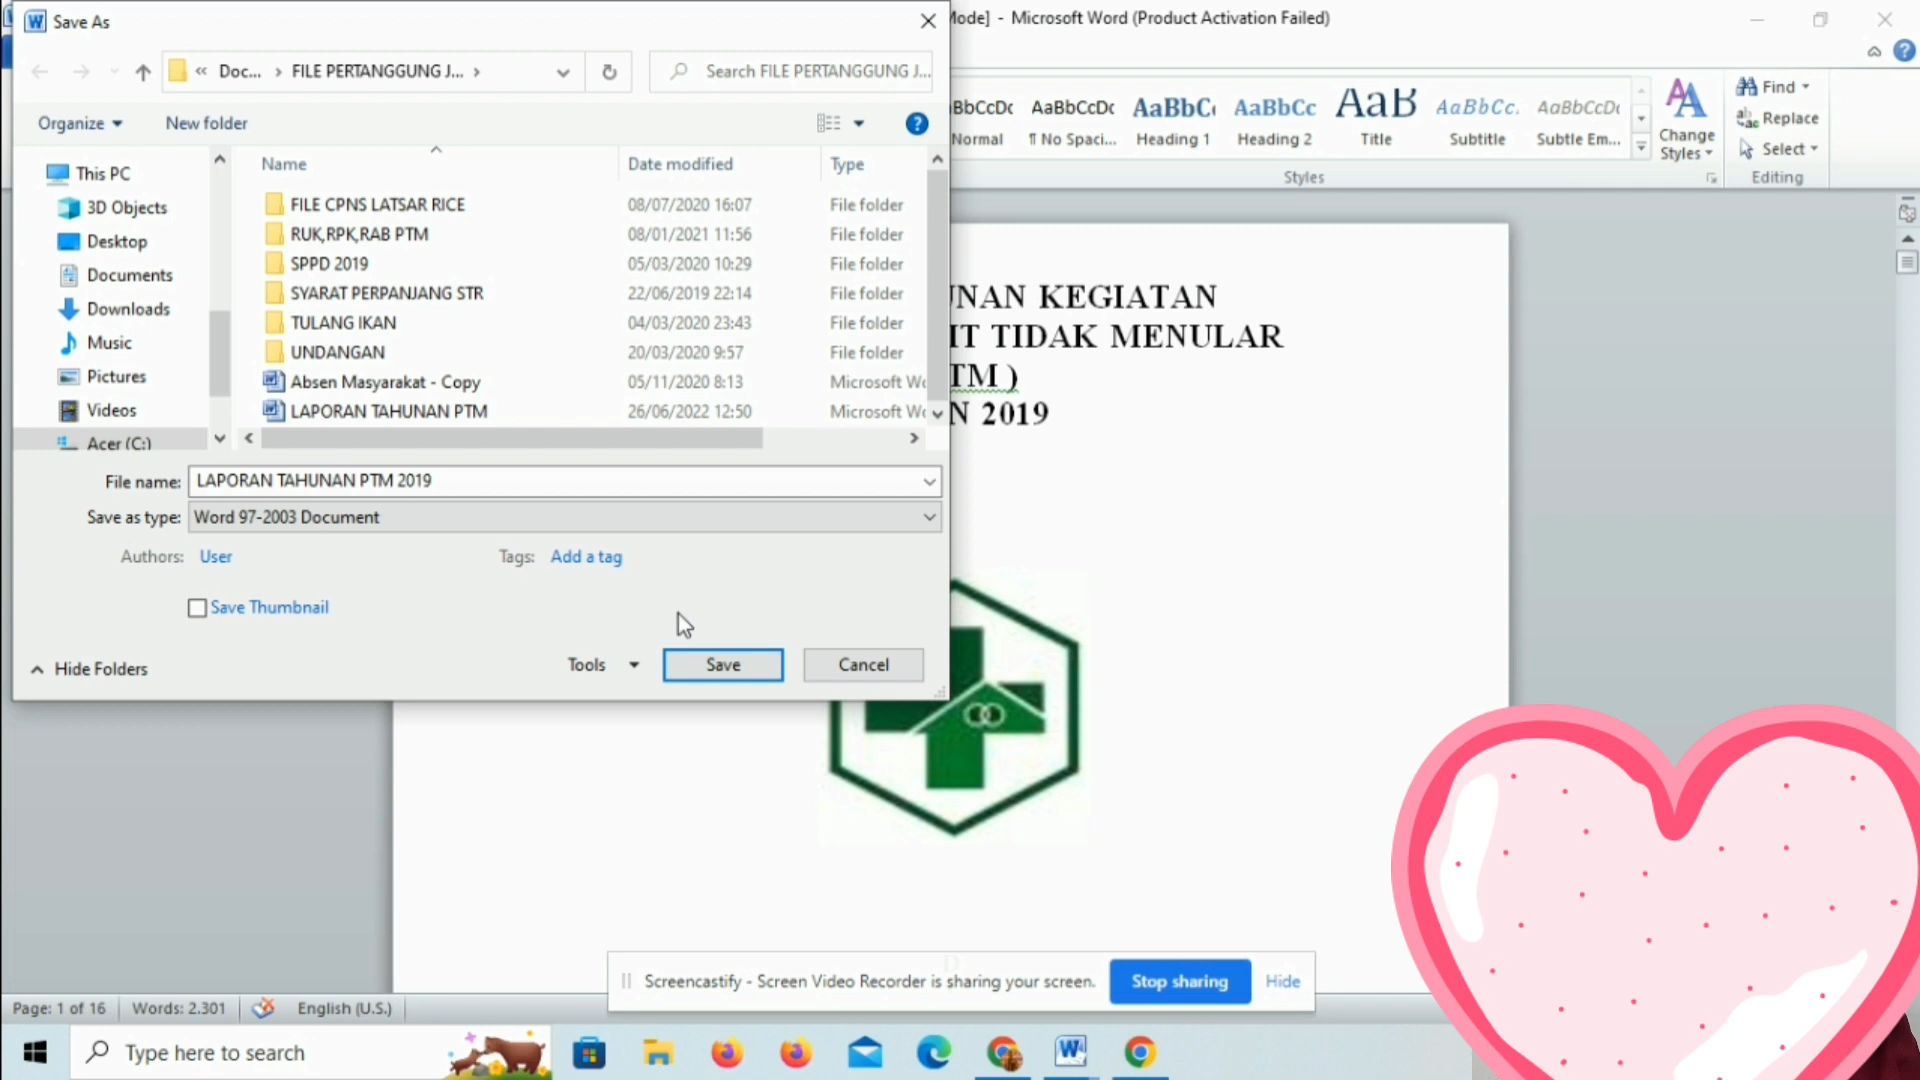 Save As
Mode] - Microsoft Word (Product Activation Failed)
« Doc... › FILE PERTANGGUNG J... ›
Search FILE PERTANGGUNG J...
Organize
New folder
Name
Date modified
Type
This PC
3D Objects
Desktop
Documents
Downloads
Music
Pictures
Videos
Acer (C:)
FILE CPNS LATSAR RICE 08/07/2020 16:07 File folder
RUK,RPK,RAB PTM 08/01/2021 11:56 File folder
SPPD 2019 05/03/2020 10:29 File folder
SYARAT PERPANJANG STR 22/06/2019 22:14 File folder
TULANG IKAN 04/03/2020 23:43 File folder
UNDANGAN 20/03/2020 9:57 File folder
Absen Masyarakat - Copy 05/11/2020 8:13 Microsoft Wo
LAPORAN TAHUNAN PTM 26/06/2022 12:50 Microsoft Wo
File name: LAPORAN TAHUNAN PTM 2019
Save as type: Word 97-2003 Document
Authors: User
Tags: Add a tag
Save Thumbnail
Hide Folders
Tools
Save
Cancel
BbCcDc AaBbCcDc AaBbC AaBbCc AaB AaBbCc. AaBbCcDc
Normal ¶ No Spaci... Heading 1 Heading 2 Title Subtitle Subtle Em...
Change
Styles
Styles
Find
Replace
Select
Editing
UNAN KEGIATAN
IT TIDAK MENULAR
TM )
N 2019
Screencastify - Screen Video Recorder is sharing your screen.
Stop sharing
Hide
Page: 1 of 16
Words: 2.301
English (U.S.)
Type here to search